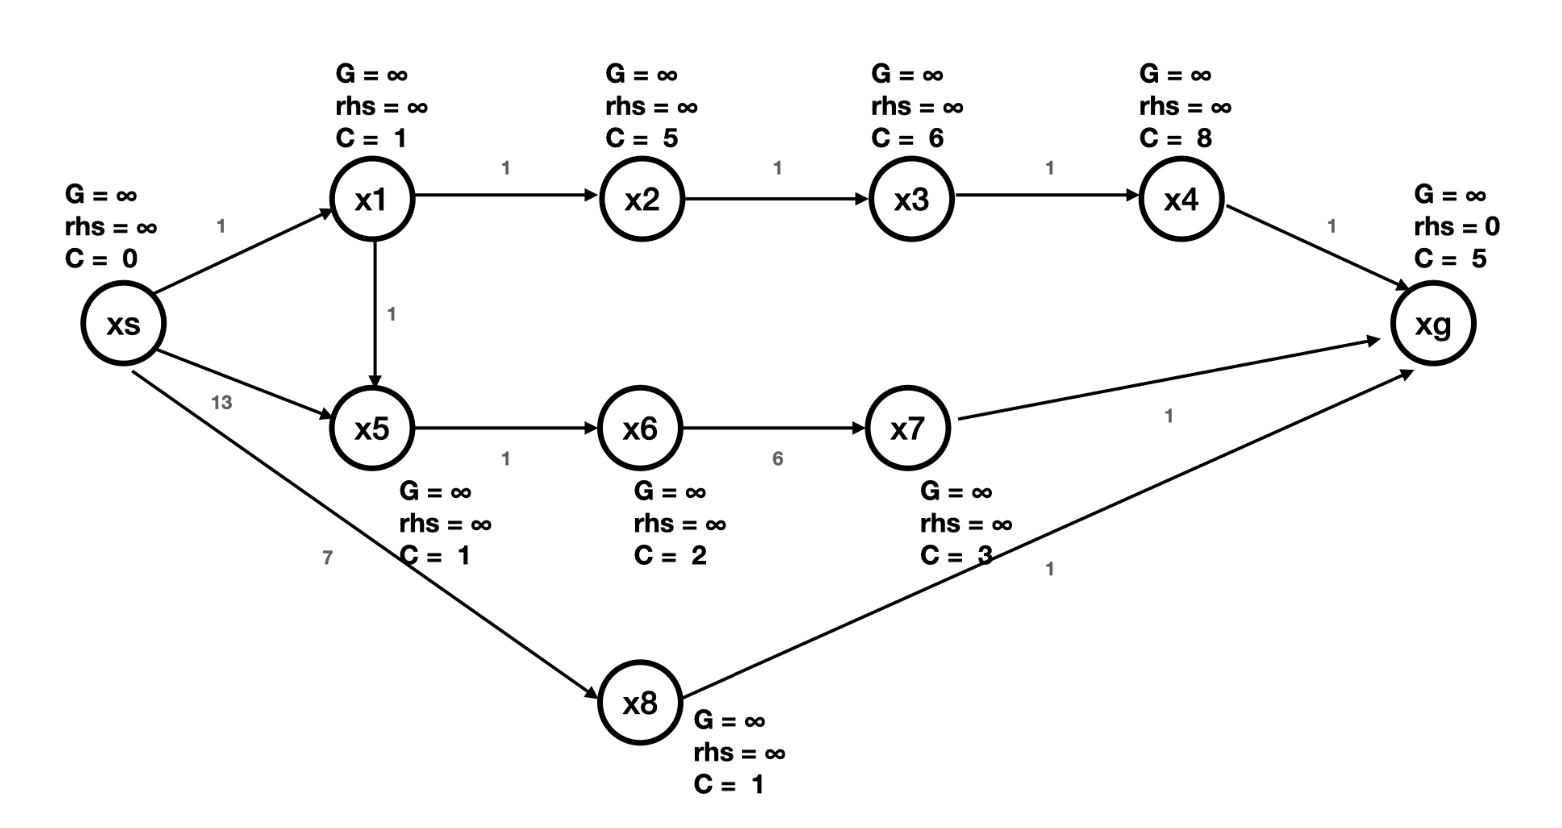 G = ∞
rhs = ∞
C = 1
G = ∞
rhs = ∞
C = 5
G = ∞
rhs = ∞
C = 6
G = ∞
rhs = ∞
C = 8
G = ∞
rhs = ∞
C = 0
G = ∞
rhs = 0
C = 5
x1
1
x2
1
x3
1
x4
1
1
xs
xg
1
13
x5
1
x6
6
x7
1
G = ∞
rhs = ∞
C = 1
G = ∞
rhs = ∞
C = 2
G = ∞
rhs = ∞
C = 3
7
1
x8
G = ∞
rhs = ∞
C = 1